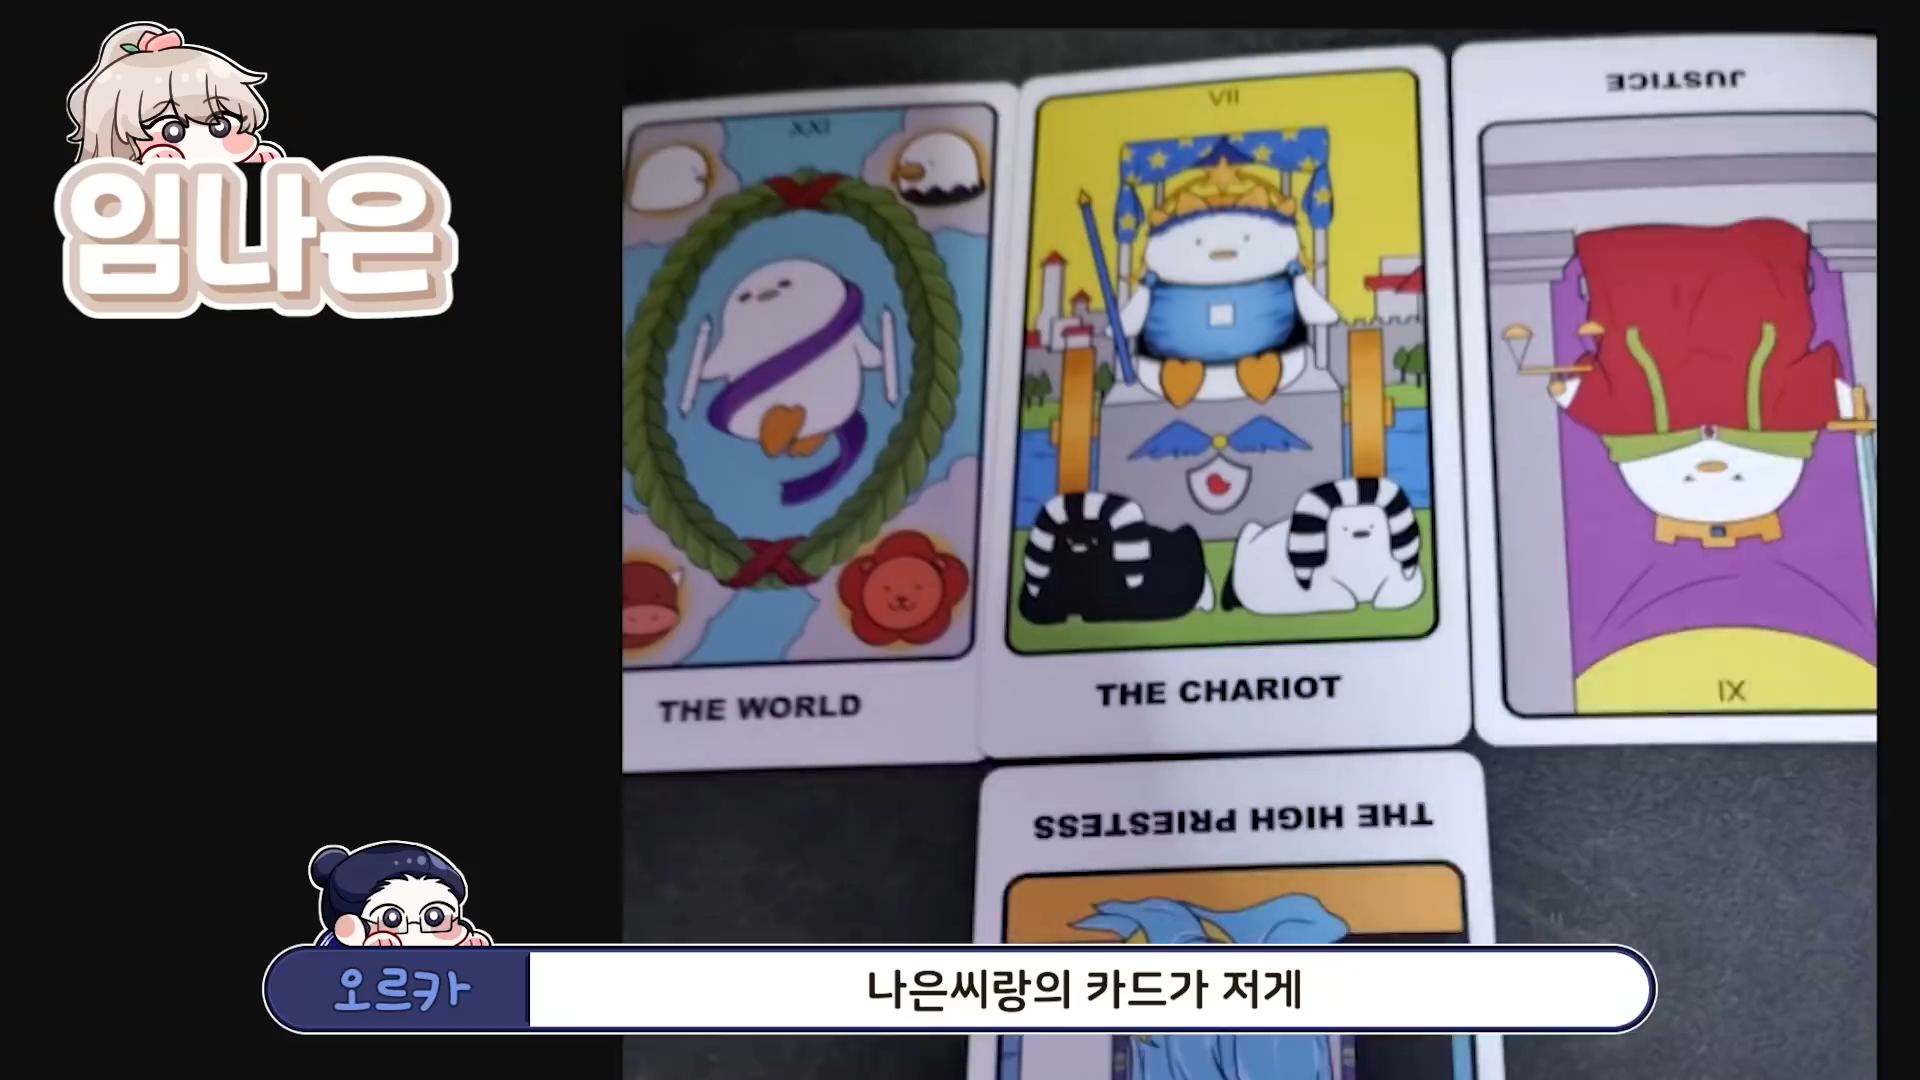 임나은
XXI
VII
JUSTICE
THE WORLD
THE CHARIOT
IX
THE HIGH PRIESTESS
오르카
나은씨랑의 카드가 저게